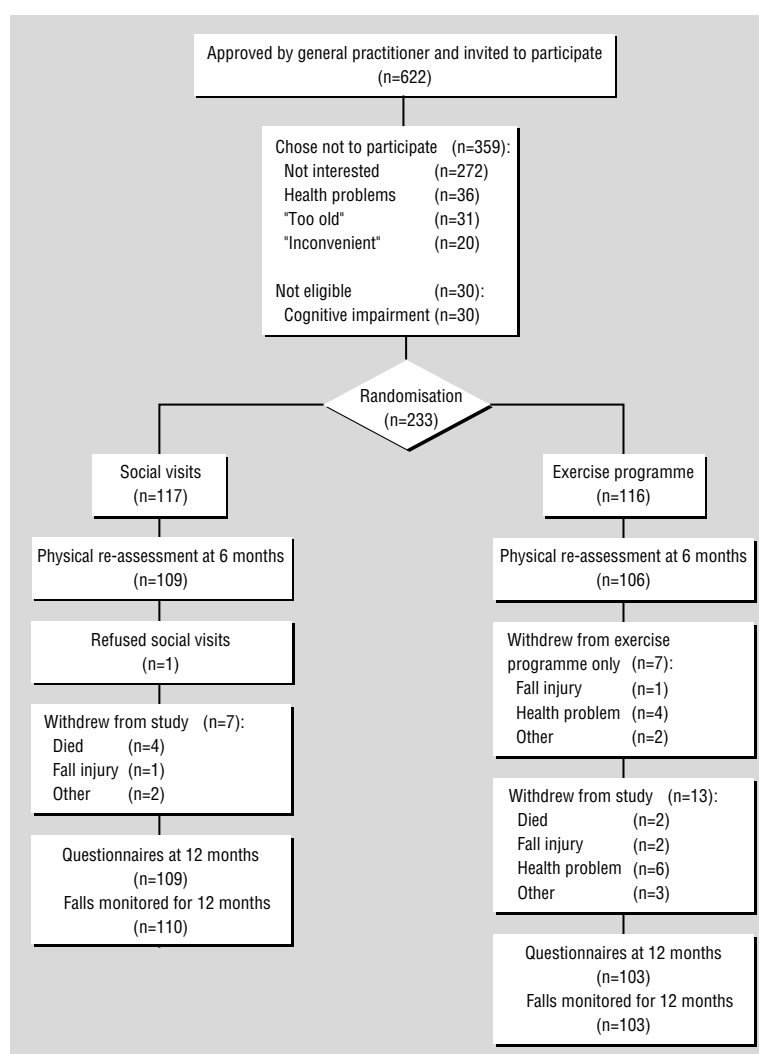 Approved by general practitioner and invited to participate
(n=622)
Chose not to participate (n=359):
Not interested (n=272)
Health problems (n=36)
"Too old" (n=31)
"Inconvenient" (n=20)
Not eligible (n=30):
Cognitive impairment (n=30)
Randomisation
(n=233)
Social visits
(n=117)
Physical re-assessment at 6 months
(n=109)
Refused social visits
(n=1)
Withdrew from study (n=7):
Died (n=4)
Fall injury (n=1)
Other (n=2)
Questionnaires at 12 months
(n=109)
Falls monitored for 12 months
(n=110)
Exercise programme
(n=116)
Physical re-assessment at 6 months
(n=106)
Withdrew from exercise
programme only (n=7):
Fall injury (n=1)
Health problem (n=4)
Other (n=2)
Withdrew from study (n=13):
Died (n=2)
Fall injury (n=2)
Health problem (n=6)
Other (n=3)
Questionnaires at 12 months
(n=103)
Falls monitored for 12 months
(n=103)